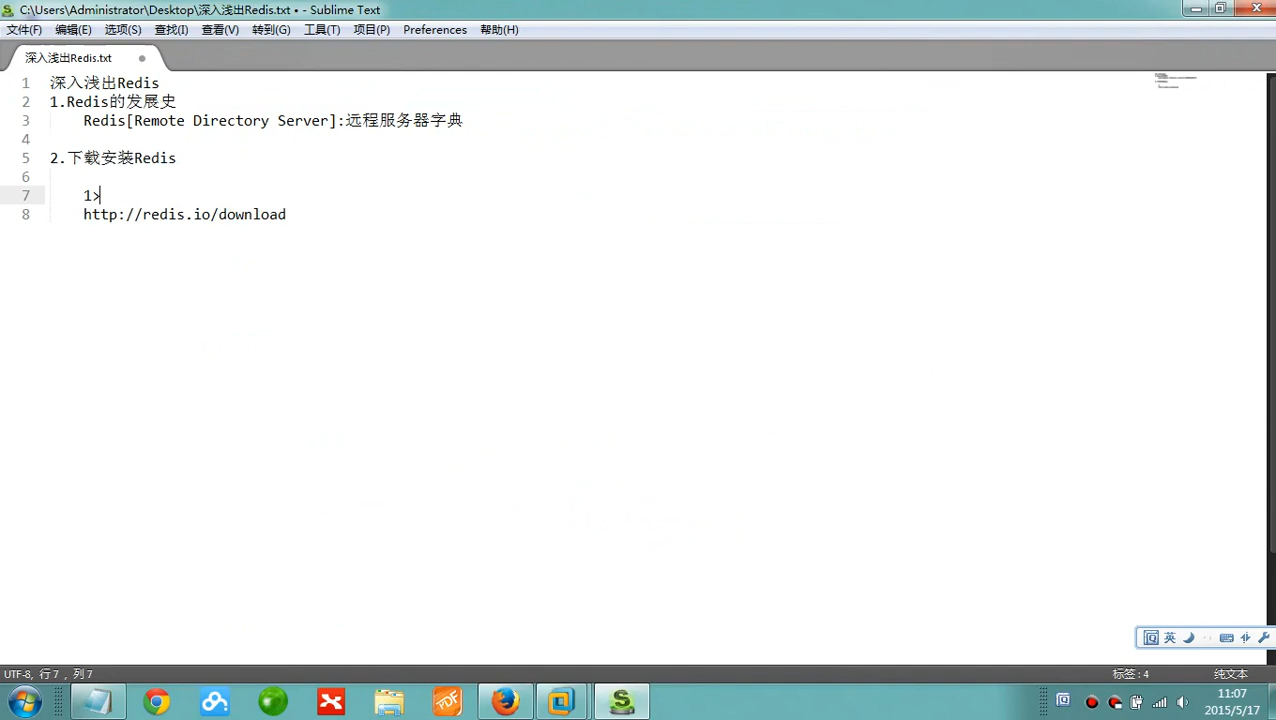 C:\Users\Administrator\Desktop\深入浅出Redis.txt • - Sublime Text
文件(F) 编辑(E) 选项(S) 查找(I) 查看(V) 转到(G) 工具(T) 项目(P) Preferences 帮助(H)
深入浅出Redis.txt
1 深入浅出Redis
2 1.Redis的发展史
3 Redis[Remote Directory Server]:远程服务器字典
4
5 2.下载安装Redis
6
7 1>
8 http://redis.io/download
英
UTF-8, 行 7 , 列 7 标签: 4 纯文本
PDF
11:07
2015/5/17